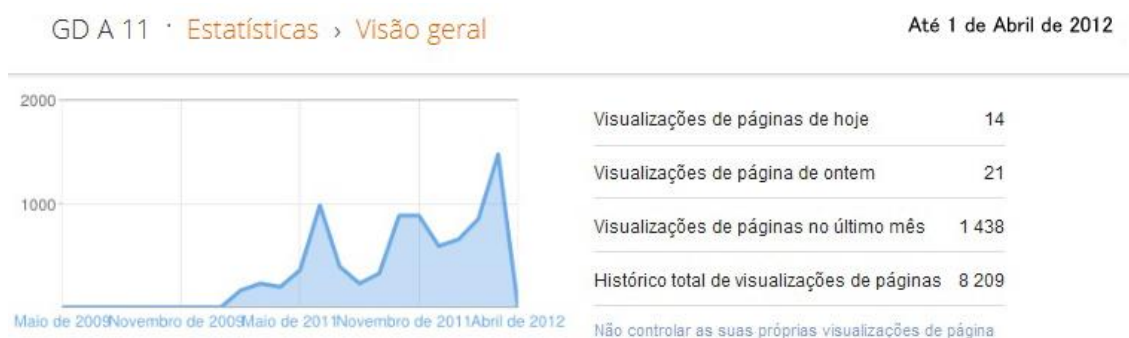 GD A 11 · Estatísticas › Visão geral
Até 1 de Abril de 2012
2000
1000
Maio de 2009 Novembro de 2009 Maio de 2011 Novembro de 2011 Abril de 2012
Visualizações de páginas de hoje 14
Visualizações de página de ontem 21
Visualizações de páginas no último mês 1 438
Histórico total de visualizações de páginas 8 209
Não controlar as suas próprias visualizações de página